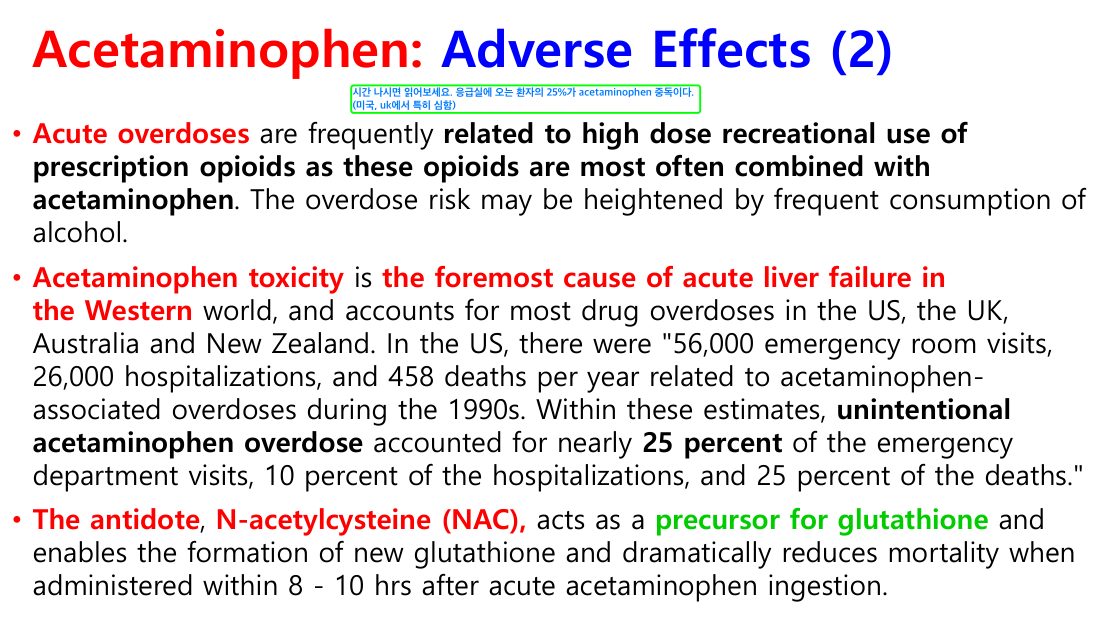 Acetaminophen: Adverse Effects (2)
시간 나시면 읽어보세요. 응급실에 오는 환자의 25%가 acetaminophen 중독이다.
(미국, uk에서 특히 심함)
• Acute overdoses are frequently related to high dose recreational use of
prescription opioids as these opioids are most often combined with
acetaminophen. The overdose risk may be heightened by frequent consumption of
alcohol.
• Acetaminophen toxicity is the foremost cause of acute liver failure in
the Western world, and accounts for most drug overdoses in the US, the UK,
Australia and New Zealand. In the US, there were "56,000 emergency room visits,
26,000 hospitalizations, and 458 deaths per year related to acetaminophen-
associated overdoses during the 1990s. Within these estimates, unintentional
acetaminophen overdose accounted for nearly 25 percent of the emergency
department visits, 10 percent of the hospitalizations, and 25 percent of the deaths."
• The antidote, N-acetylcysteine (NAC), acts as a precursor for glutathione and
enables the formation of new glutathione and dramatically reduces mortality when
administered within 8 - 10 hrs after acute acetaminophen ingestion.